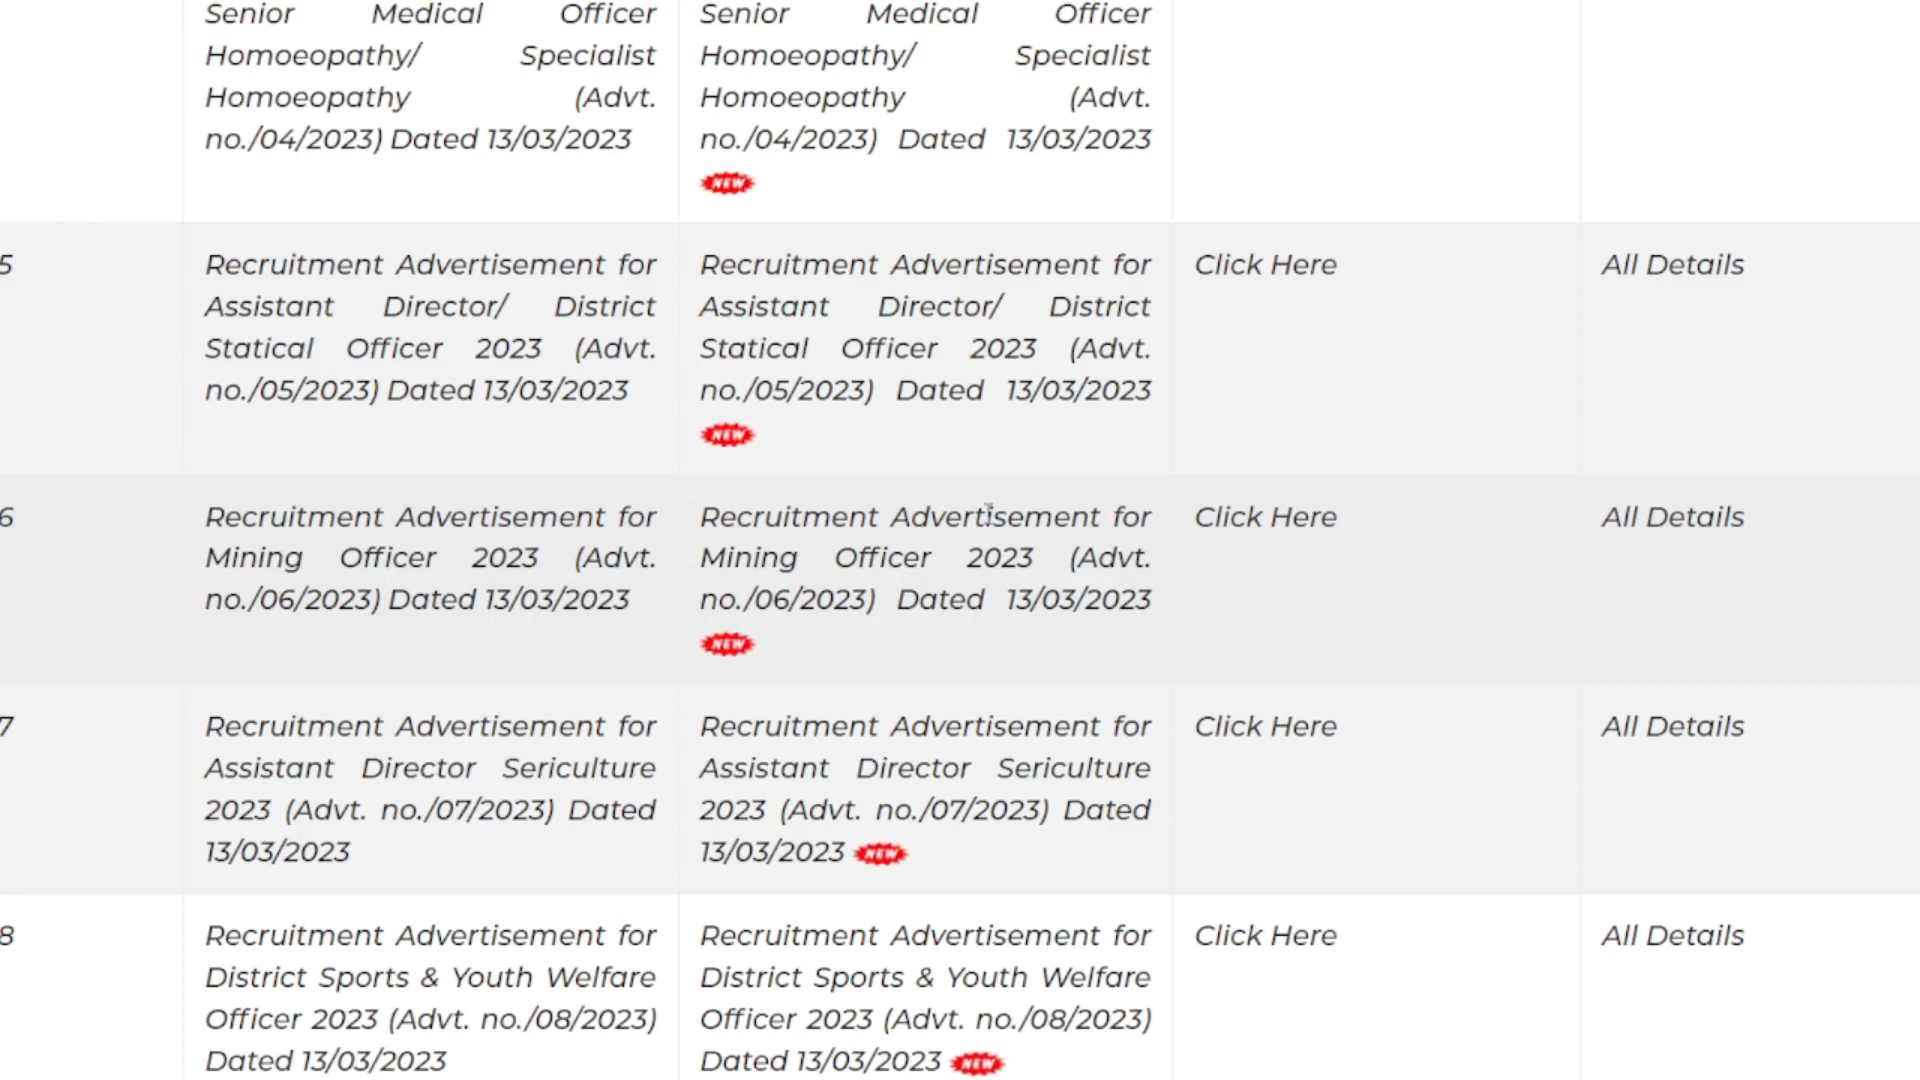 Senior Medical Officer
Homoeopathy/ Specialist
Homoeopathy (Advt.
no./04/2023) Dated 13/03/2023
Senior Medical Officer
Homoeopathy/ Specialist
Homoeopathy (Advt.
no./04/2023) Dated 13/03/2023
NEW
5
Recruitment Advertisement for
Assistant Director/ District
Statical Officer 2023 (Advt.
no./05/2023) Dated 13/03/2023
Recruitment Advertisement for
Assistant Director/ District
Statical Officer 2023 (Advt.
no./05/2023) Dated 13/03/2023
NEW
Click Here
All Details
6
Recruitment Advertisement for
Mining Officer 2023 (Advt.
no./06/2023) Dated 13/03/2023
Recruitment Advertisement for
Mining Officer 2023 (Advt.
no./06/2023) Dated 13/03/2023
NEW
Click Here
All Details
7
Recruitment Advertisement for
Assistant Director Sericulture
2023 (Advt. no./07/2023) Dated
13/03/2023
Recruitment Advertisement for
Assistant Director Sericulture
2023 (Advt. no./07/2023) Dated
13/03/2023 NEW
Click Here
All Details
8
Recruitment Advertisement for
District Sports & Youth Welfare
Officer 2023 (Advt. no./08/2023)
Dated 13/03/2023
Recruitment Advertisement for
District Sports & Youth Welfare
Officer 2023 (Advt. no./08/2023)
Dated 13/03/2023 NEW
Click Here
All Details